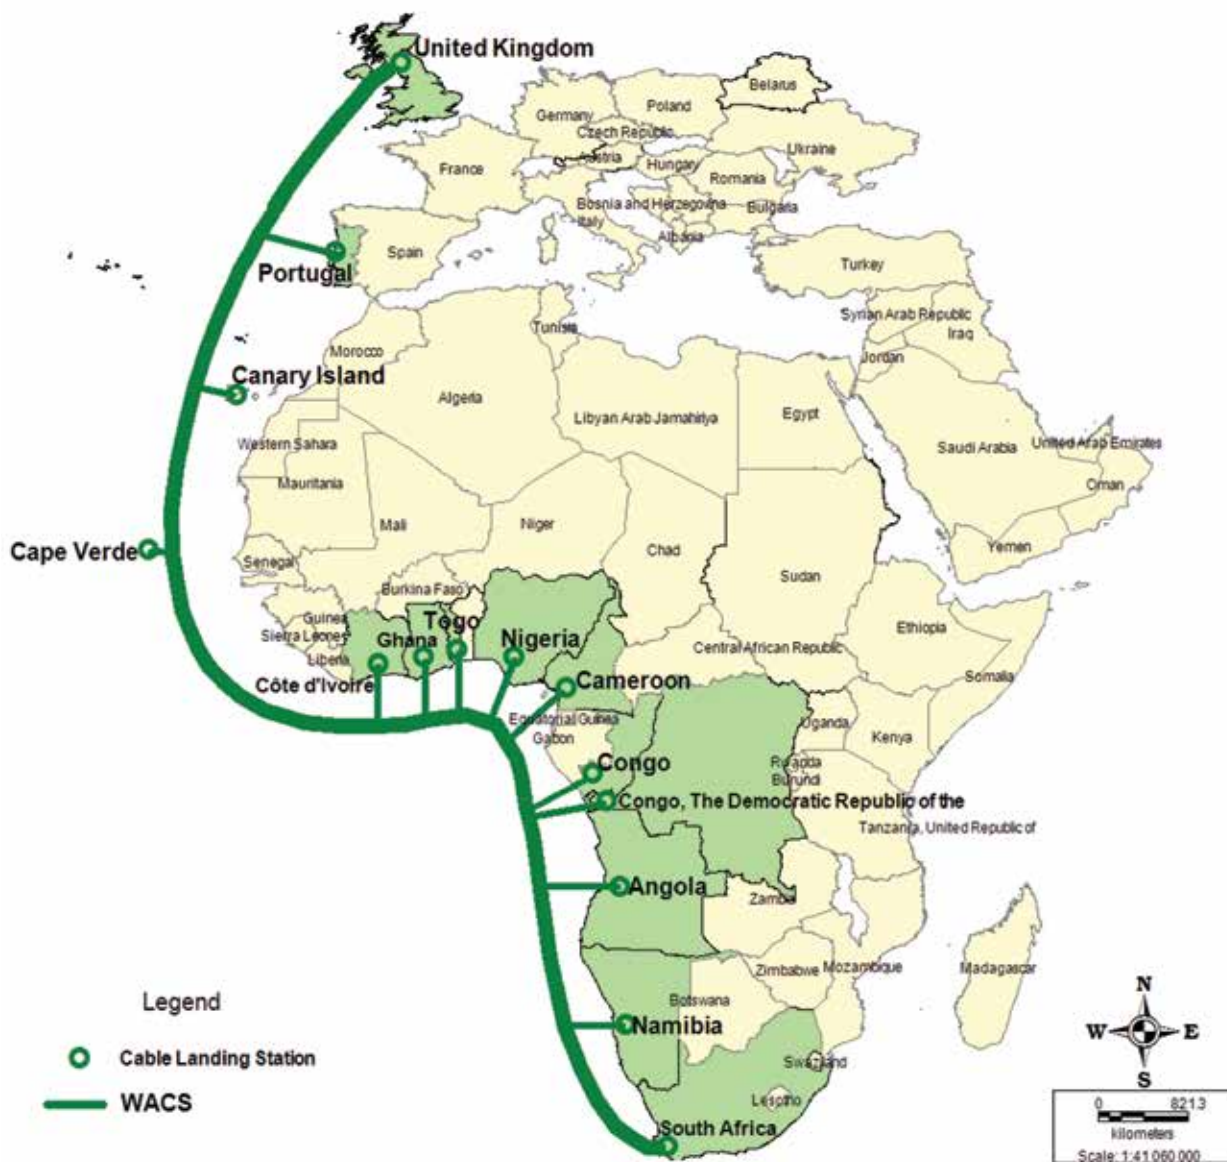 United Kingdom
Belarus
Poland
Germany
Czech Republic
Ukraine
Austria
Hungary
France
Romania
Bosnia and Herzegovina
Bulgaria
Italy
Albania
Spain
Portugal
Turkey
Syrian Arab Republic
Iraq
Tunisia
Morocco
Jordan
Canary Island
Algeria
Libyan Arab Jamahiriya
Egypt
Western Sahara
Saudi Arabia
United Arab Emirates
Mauritania
Oman
Mali
Niger
Cape Verde
Chad
Yemen
Senegal
Sudan
Burkina Faso
Guinea
Togo
Ethiopia
Sierra Leone
Ghana
Nigeria
Central African Republic
Liberia
Somalia
Côte d'Ivoire
Cameroon
Equatorial Guinea
Uganda
Gabon
Kenya
Congo
Rwanda
Burundi
Congo, The Democratic Republic of the
Tanzania, United Republic of
Angola
Zambia
Zimbabwe
Mozambique
Madagascar
Botswana
Namibia
Swaziland
Lesotho
South Africa
Legend
Cable Landing Station
WACS
N
W
E
S
0 821.3
kilometers
Scale: 1:41 060 000